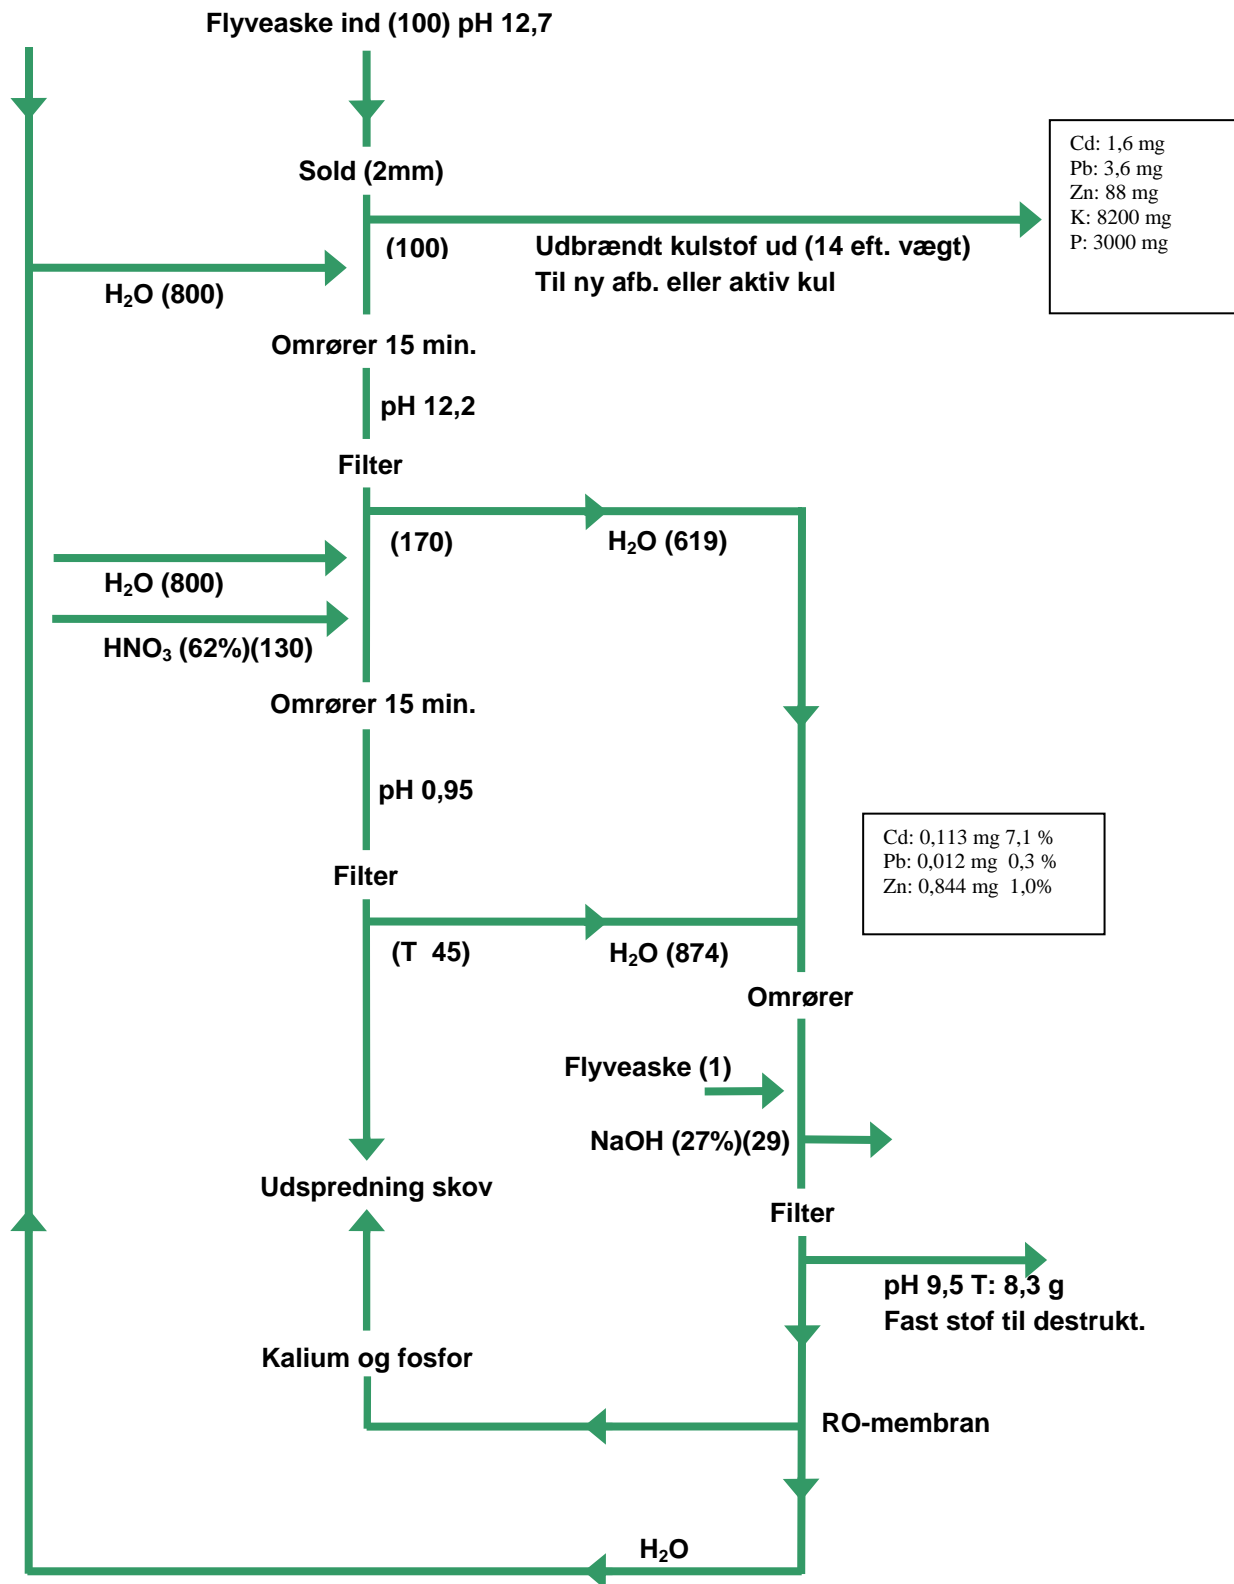 Flyveaske ind (100) pH 12,7
Sold (2mm)
Cd: 1,6 mg
Pb: 3,6 mg
Zn: 88 mg
K: 8200 mg
P: 3000 mg
(100)
Udbrændt kulstof ud (14 eft. vægt)
Til ny afb. eller aktiv kul
H₂O (800)
Omrører 15 min.
pH 12,2
Filter
(170)
H₂O (619)
H₂O (800)
HNO₃ (62%)(130)
Omrører 15 min.
pH 0,95
Cd: 0,113 mg 7,1 %
Pb: 0,012 mg 0,3 %
Zn: 0,844 mg 1,0%
Filter
(T 45)
H₂O (874)
Omrører
Flyveaske (1)
NaOH (27%)(29)
Udspredning skov
Filter
pH 9,5 T: 8,3 g
Fast stof til destrukt.
Kalium og fosfor
RO-membran
H₂O